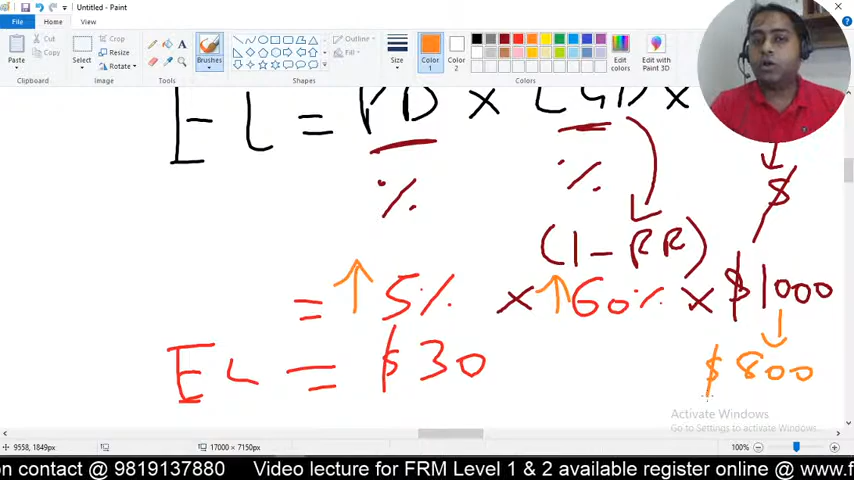 Untitled - Paint
File Home View
Paste Cut Copy Select Crop Resize Rotate Brushes Outline Fill Size Color 1 Color 2 Edit colors Edit with Paint 3D
Clipboard Image Tools Shapes Colors
EL = PD × LGD ×
% % $
(1 - RR)
= ↑ 5% × ↑ 60% × $1000
EL = $30 $800
Activate Windows
Go to Settings to activate Windows.
9558, 1849px 17000 × 7150px 100%
on contact @ 9819137880 Video lecture for FRM Level 1 & 2 available register online @ www.f